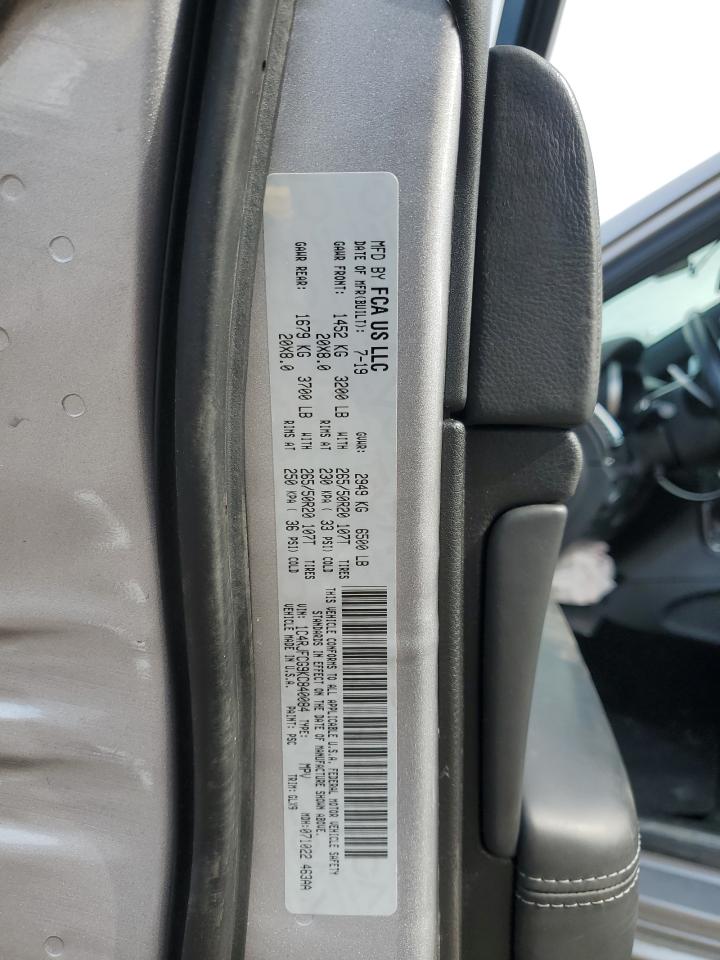 MFD BY FCA US LLC
DATE OF MFR(BUILT): 7-19 GVWR: 2949 KG 6500 LB
GAWR FRONT: 1452 KG 3200 LB WITH 265/50R20 107T TIRES
20X8.0 RIMS AT 230 KPA ( 33 PSI) COLD
GAWR REAR: 1679 KG 3700 LB WITH 265/50R20 107T TIRES
20X8.0 RIMS AT 250 KPA ( 36 PSI) COLD
THIS VEHICLE CONFORMS TO ALL APPLICABLE U.S.A. FEDERAL MOTOR VEHICLE SAFETY
STANDARDS IN EFFECT ON THE DATE OF MANUFACTURE SHOWN ABOVE.
VIN: 1C4RJFCG9KC840084 TYPE: MPV MDH:071022 463AA
VEHICLE MADE IN U.S.A. PAINT: PSC TRIM: GLX9